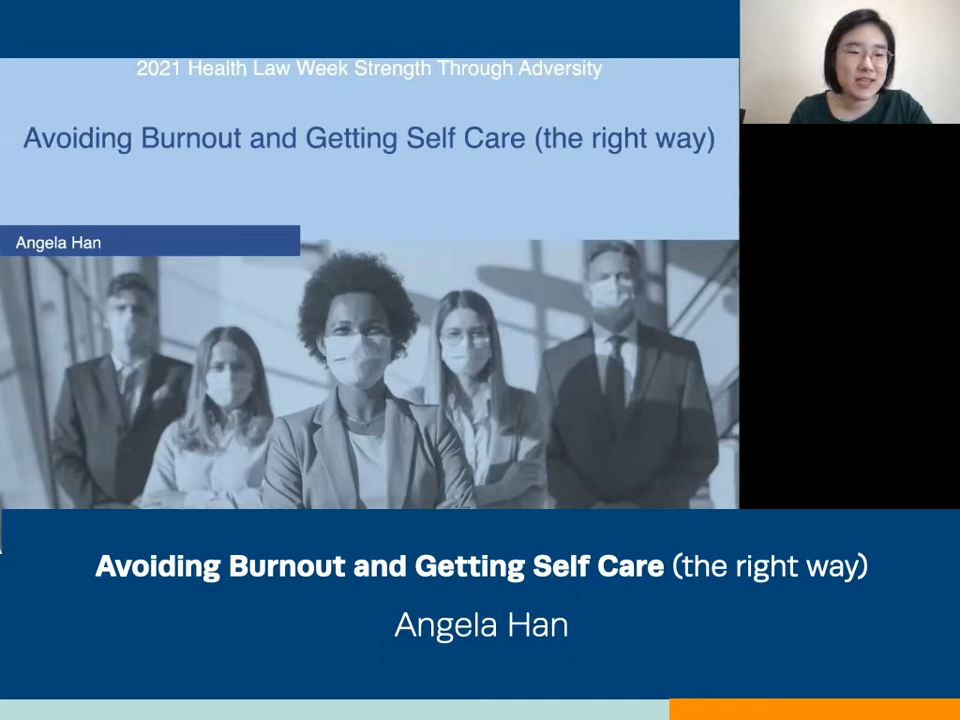 2021 Health Law Week Strength Through Adversity
Avoiding Burnout and Getting Self Care (the right way)
Angela Han
Avoiding Burnout and Getting Self Care (the right way)
Angela Han